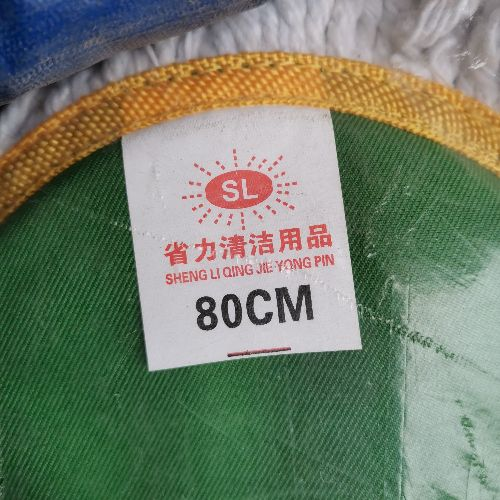 SL
省力清洁用品
SHENG LI QING JIE YONG PIN
80CM